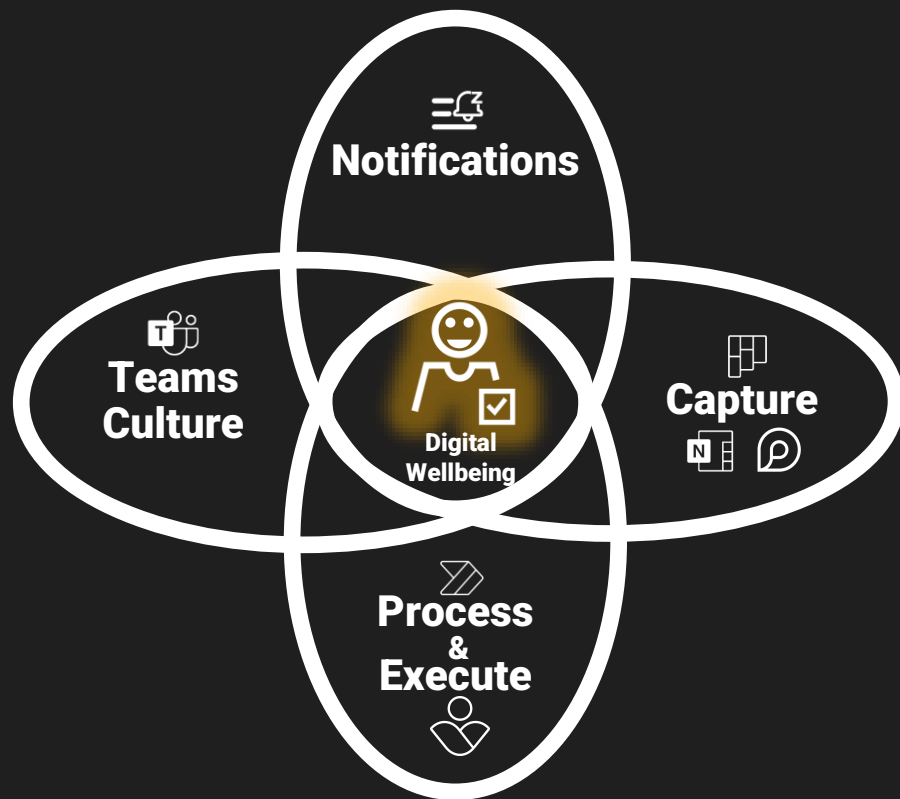 Notifications
T
Teams
Culture
Digital
Wellbeing
Capture
N
Process
&
Execute